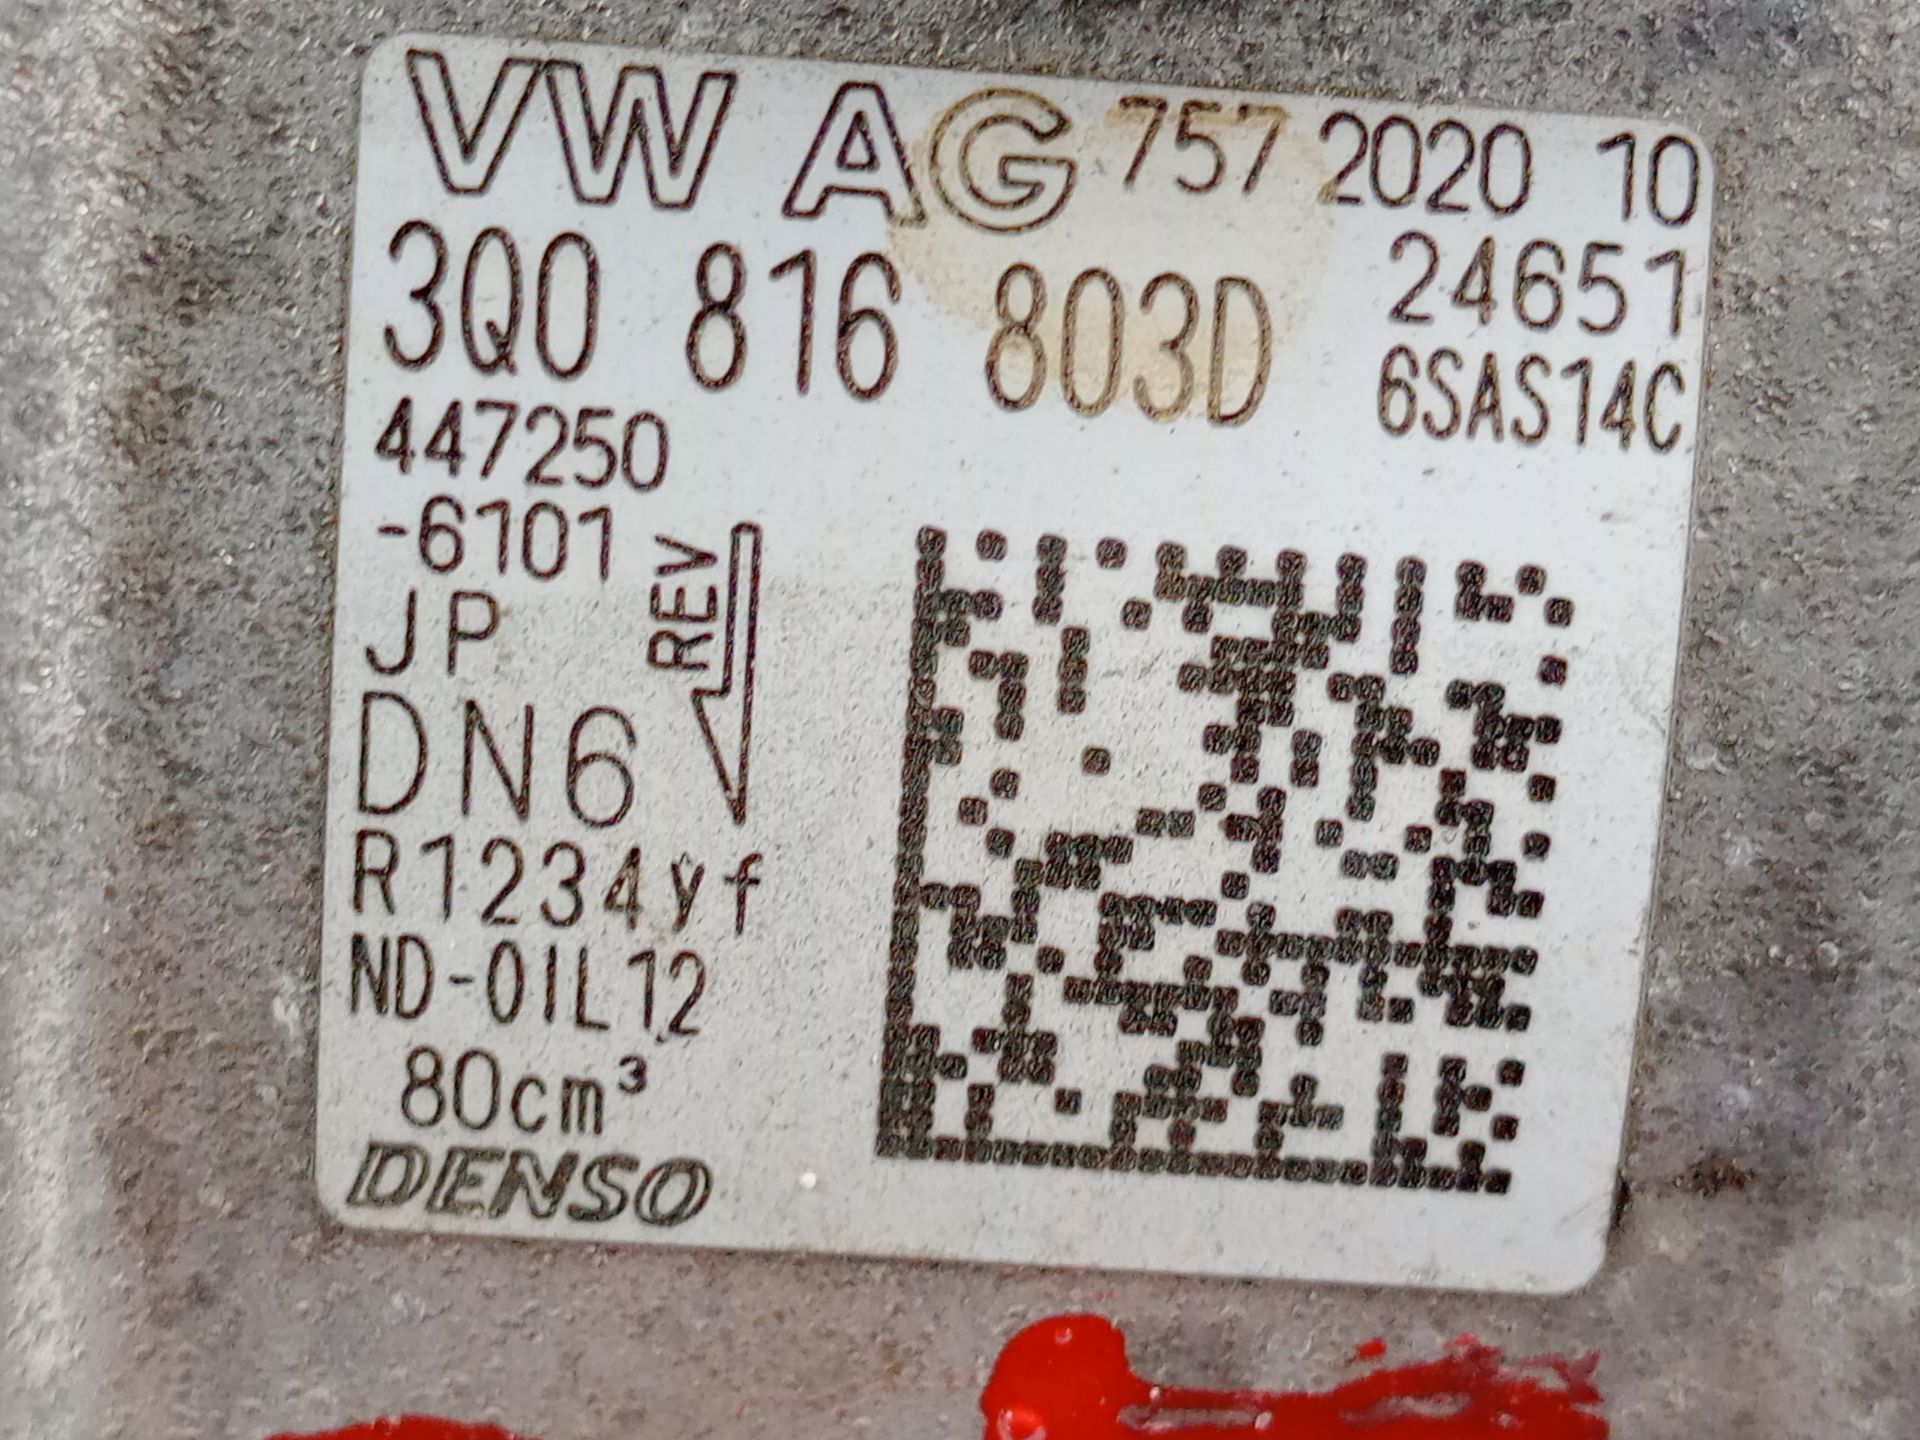 VW AG 757 2020 10
3Q0 816 803D 24651
6SAS14C
447250
-6101
REV
JP
DN6
R1234yf
ND-OIL12
80cm³
DENSO